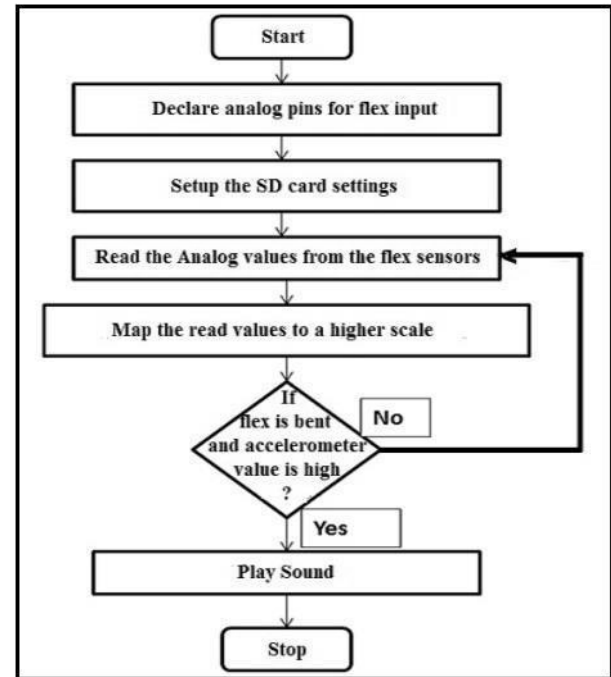 Start
Declare analog pins for flex input
Setup the SD card settings
Read the Analog values from the flex sensors
Map the read values to a higher scale
If
flex is bent
and accelerometer
value is high
?
No
Yes
Play Sound
Stop